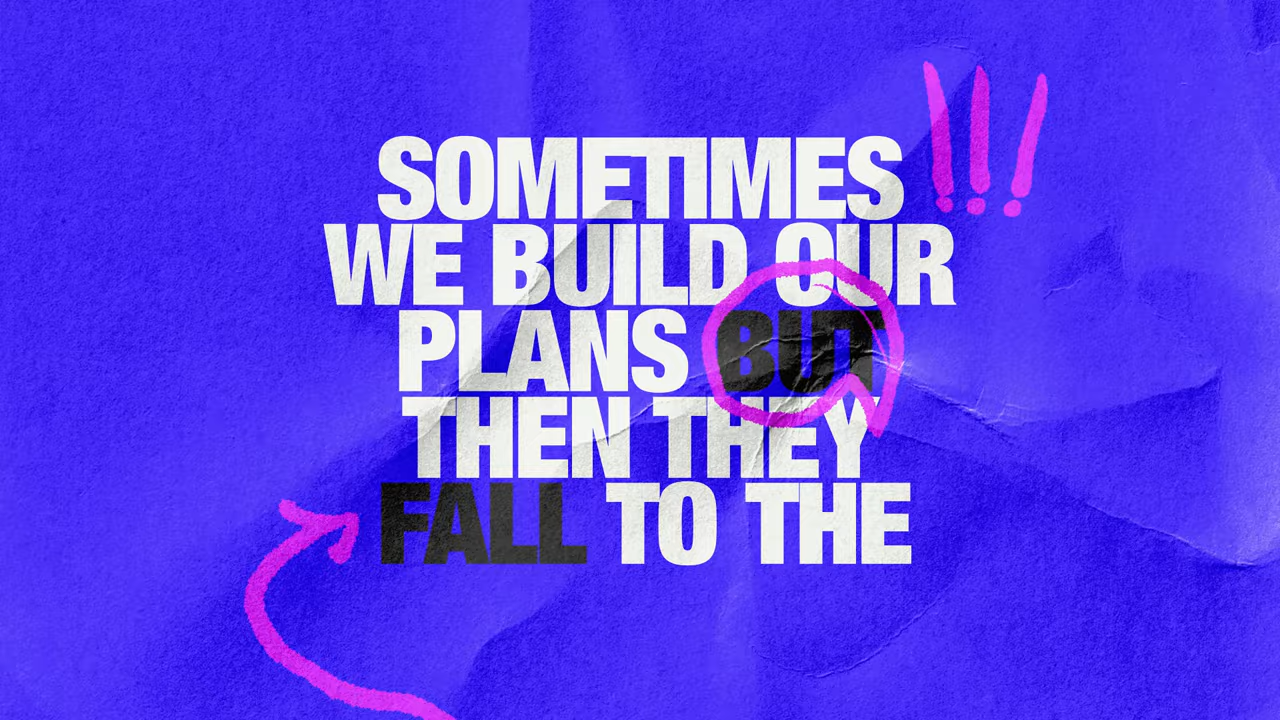 !!!
SOMETIMES
WE BUILD OUR
PLANS BUT
THEN THEY
FALL TO THE